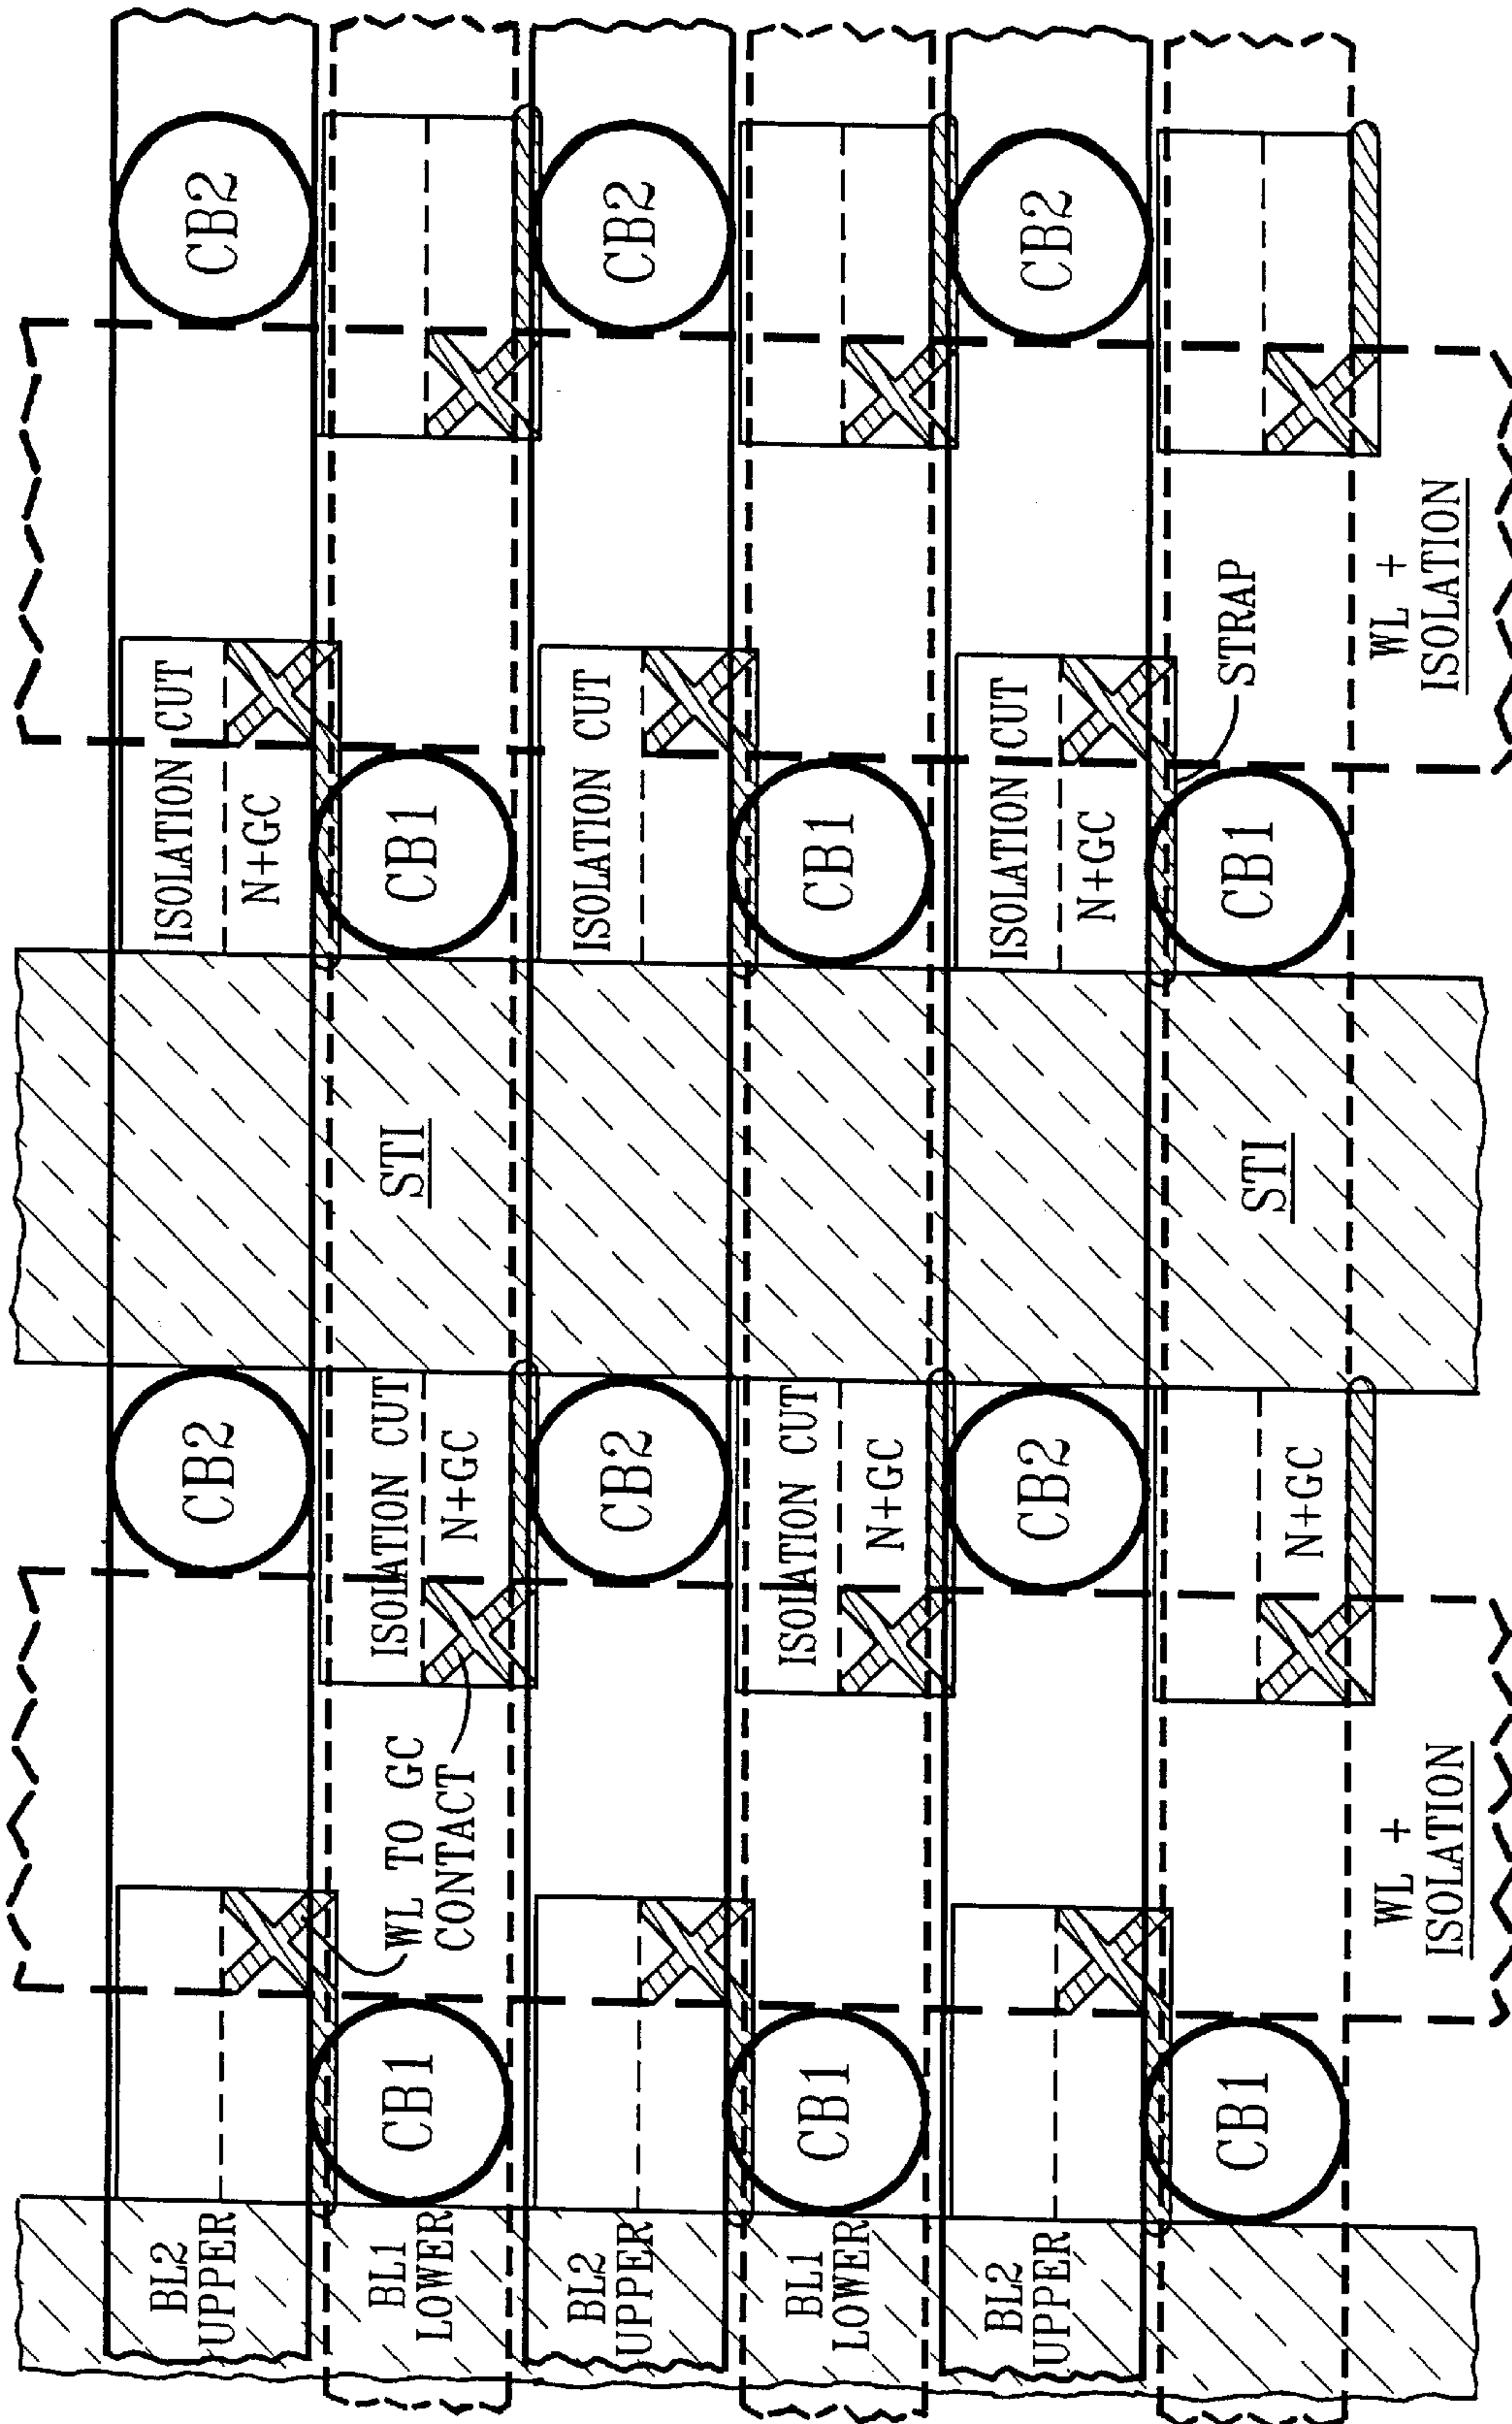 BL2
UPPER
CB2
ISOLATION CUT
N+GC
CB2
BL1
LOWER
CB1
WL TO GC
CONTACT
ISOLATION CUT
N+GC
STI
CB1
BL2
UPPER
CB2
ISOLATION CUT
CB2
BL1
LOWER
CB1
ISOLATION CUT
N+GC
CB1
BL2
UPPER
CB2
ISOLATION CUT
N+GC
CB2
CB1
N+GC
STI
CB1
STRAP
WL +
ISOLATION
WL +
ISOLATION